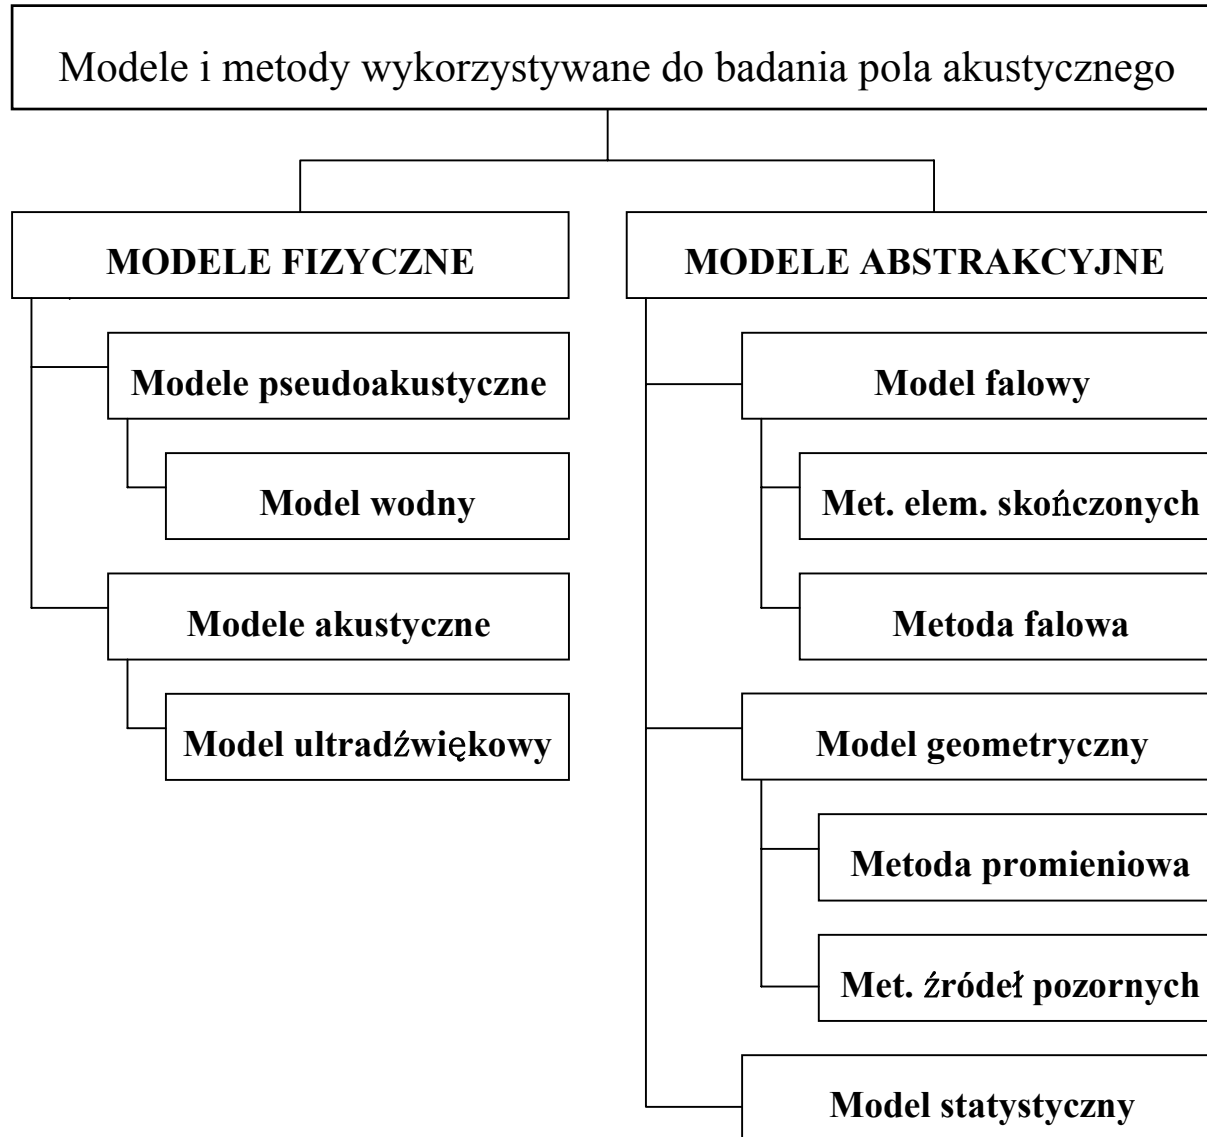 Modele i metody wykorzystywane do badania pola akustycznego
MODELE FIZYCZNE
Modele pseudoakustyczne
Model wodny
Modele akustyczne
Model ultradźwiękowy
MODELE ABSTRAKCYJNE
Model falowy
Met. elem. skończonych
Metoda falowa
Model geometryczny
Metoda promieniowa
Met. źródeł pozornych
Model statystyczny